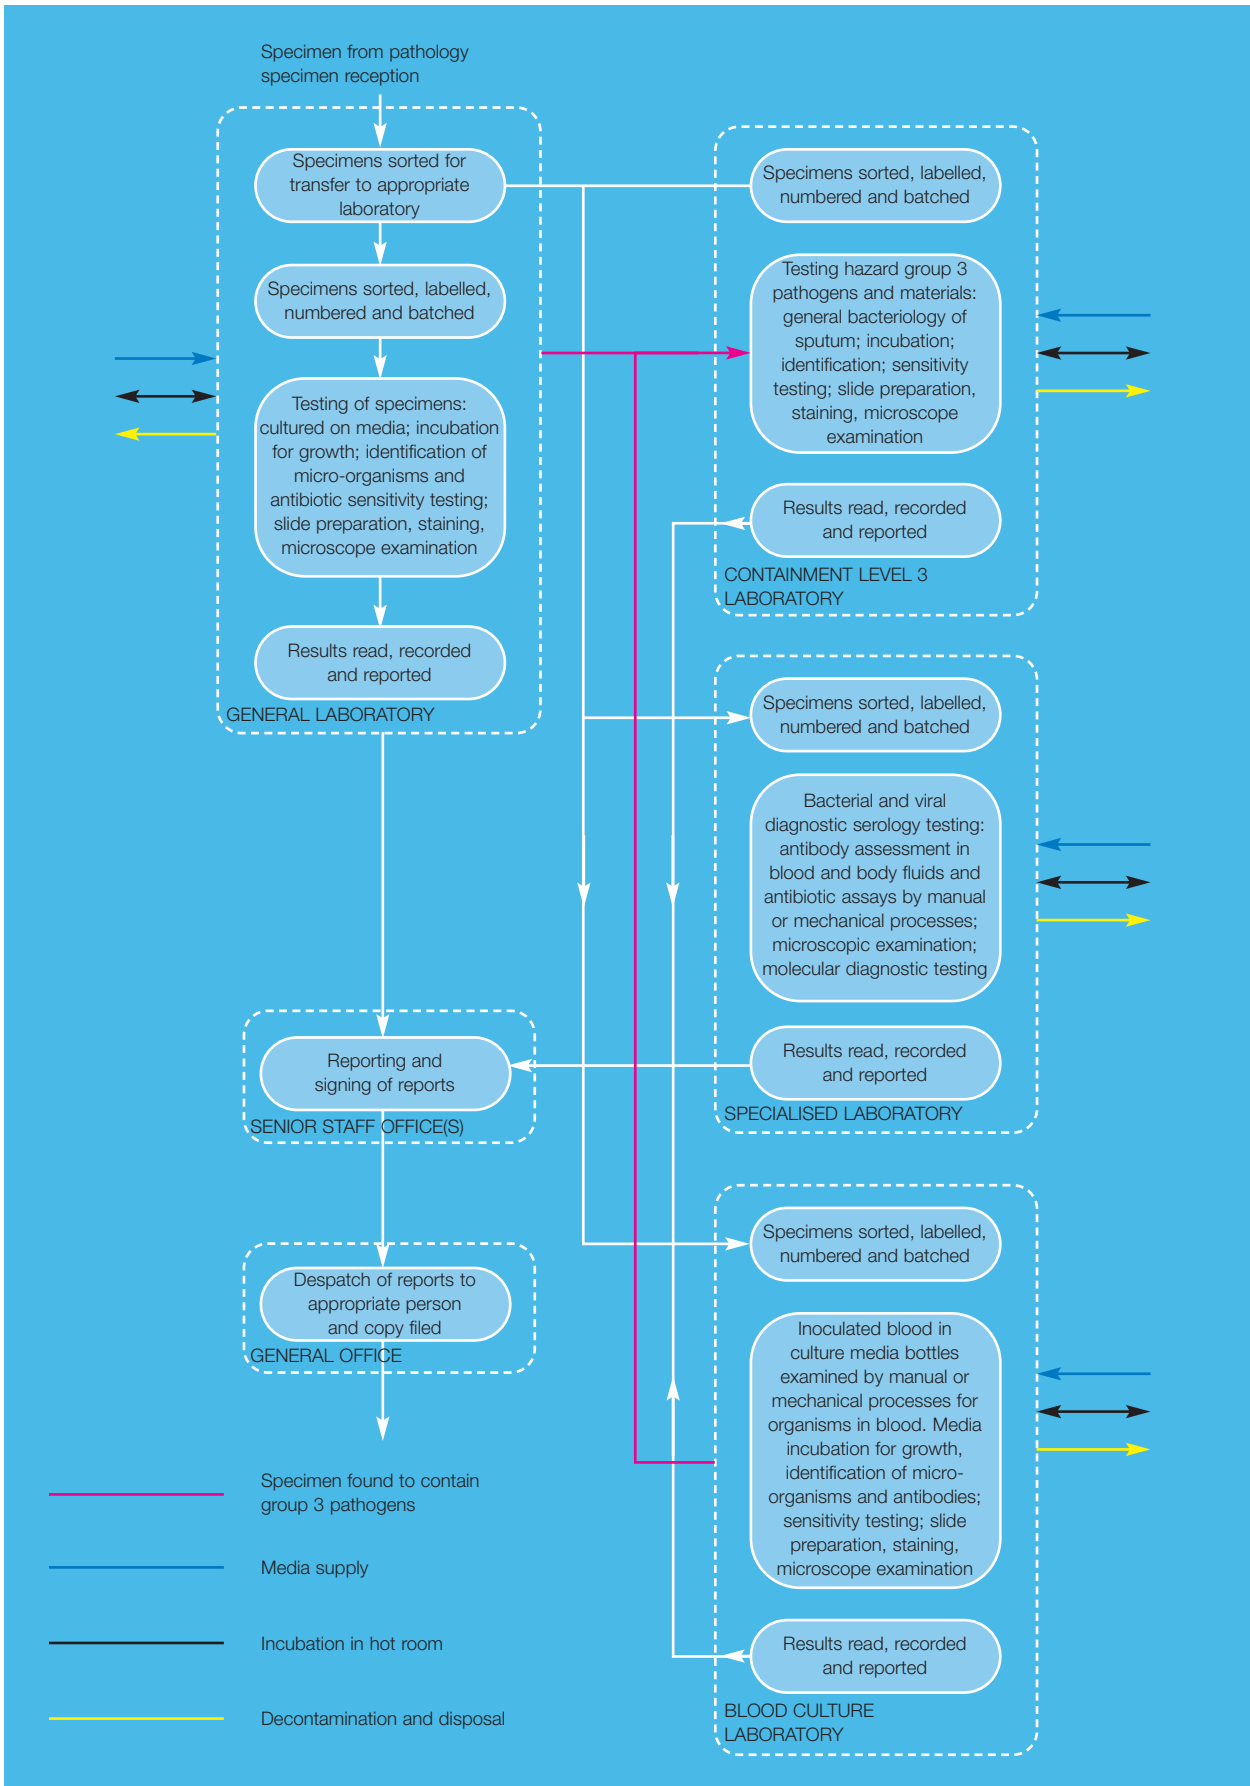 Specimen from pathology
specimen reception
Specimens sorted for
transfer to appropriate
laboratory
Specimens sorted, labelled,
numbered and batched
Testing of specimens:
cultured on media; incubation
for growth; identification of
micro-organisms and
antibiotic sensitivity testing;
slide preparation, staining,
microscope examination
Results read, recorded
and reported
GENERAL LABORATORY
Specimens sorted, labelled,
numbered and batched
Testing hazard group 3
pathogens and materials:
general bacteriology of
sputum; incubation;
identification; sensitivity
testing; slide preparation,
staining, microscope
examination
Results read, recorded
and reported
CONTAINMENT LEVEL 3
LABORATORY
Specimens sorted, labelled,
numbered and batched
Bacterial and viral
diagnostic serology testing:
antibody assessment in
blood and body fluids and
antibiotic assays by manual
or mechanical processes;
microscopic examination;
molecular diagnostic testing
Results read, recorded
and reported
SPECIALISED LABORATORY
Reporting and
signing of reports
SENIOR STAFF OFFICE(S)
Despatch of reports to
appropriate person
and copy filed
GENERAL OFFICE
Specimens sorted, labelled,
numbered and batched
Inoculated blood in
culture media bottles
examined by manual or
mechanical processes for
organisms in blood. Media
incubation for growth,
identification of micro-
organisms and antibodies;
sensitivity testing; slide
preparation, staining,
microscope examination
Results read, recorded
and reported
BLOOD CULTURE
LABORATORY
Specimen found to contain
group 3 pathogens
Media supply
Incubation in hot room
Decontamination and disposal